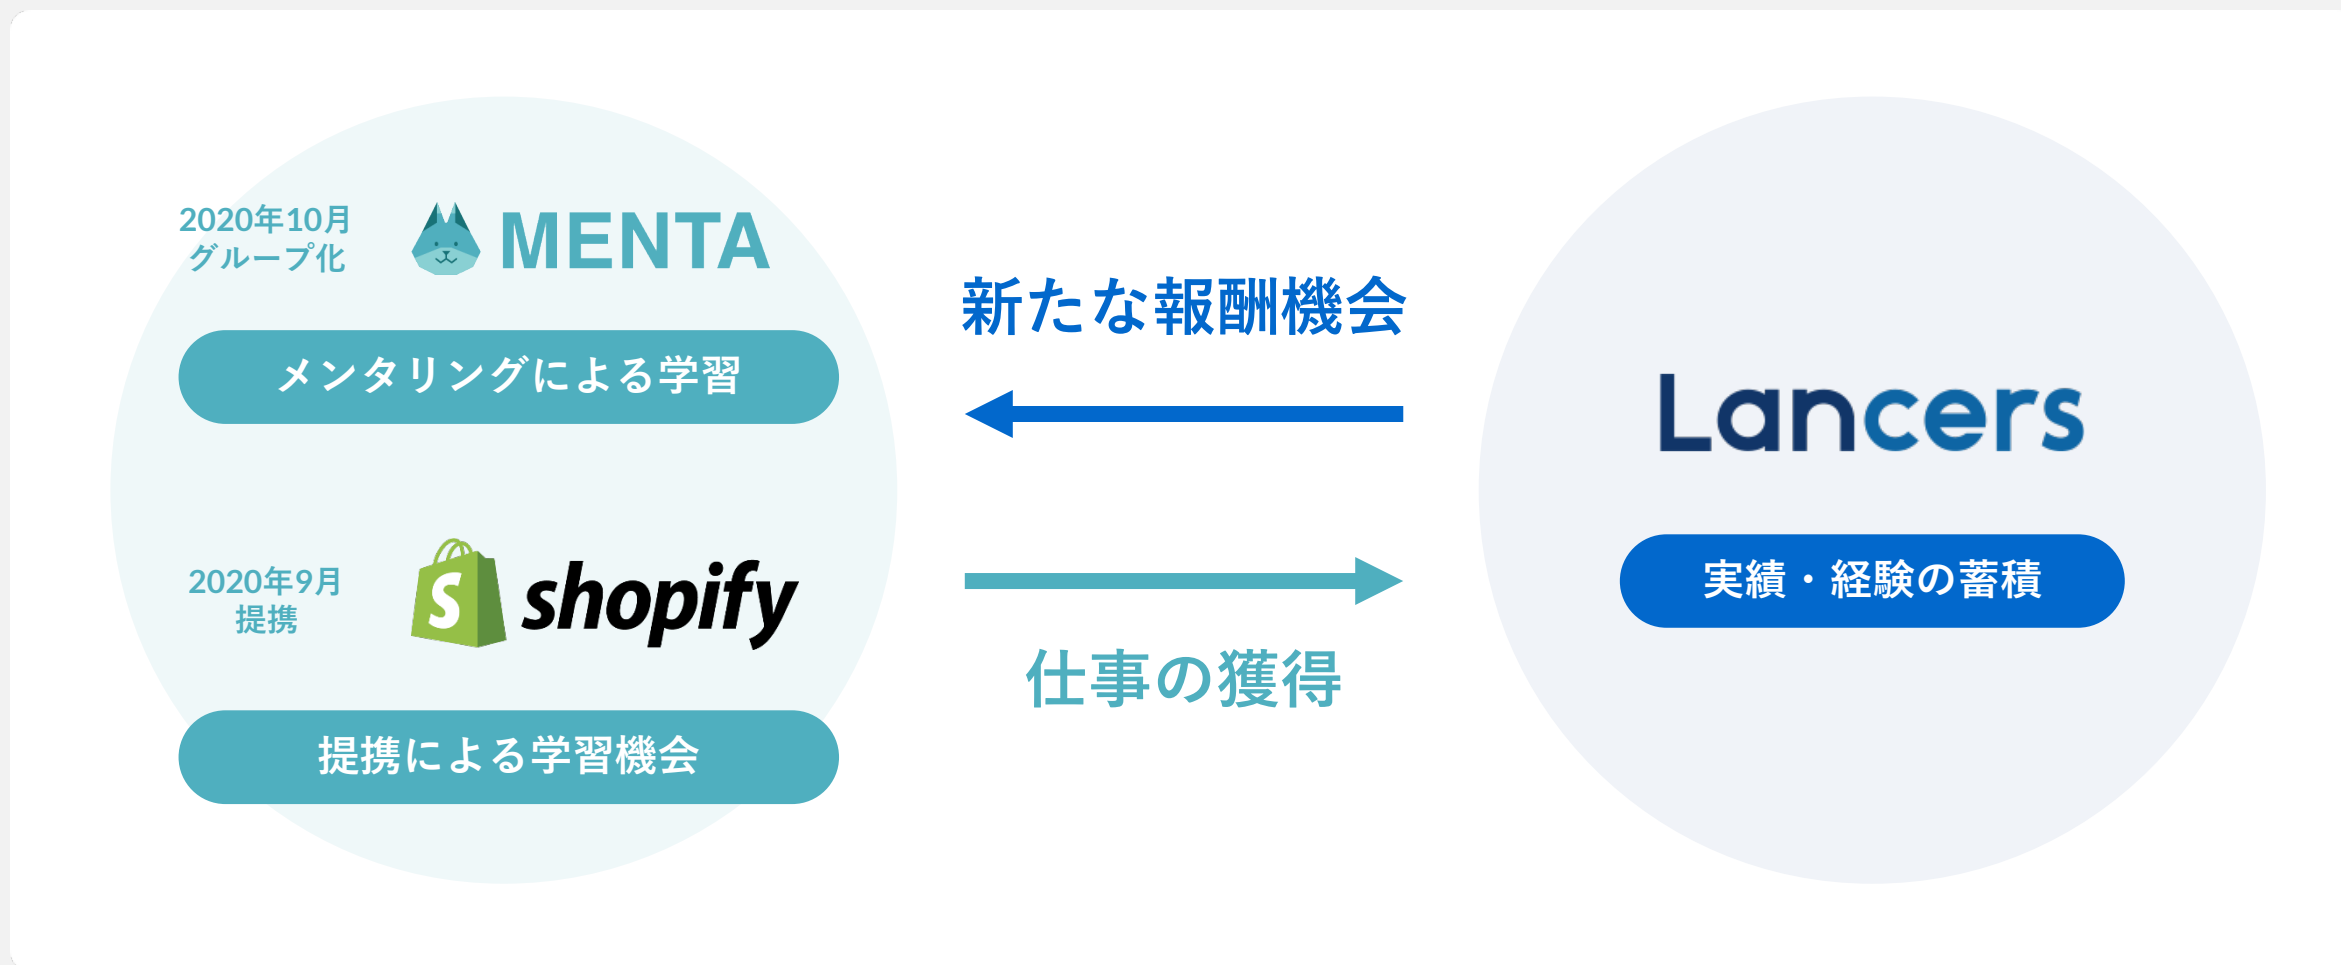 2020年10月
グループ化
MENTA
メンタリングによる学習
2020年9月
提携
shopify
提携による学習機会
新たな報酬機会
仕事の獲得
Lancers
実績・経験の蓄積